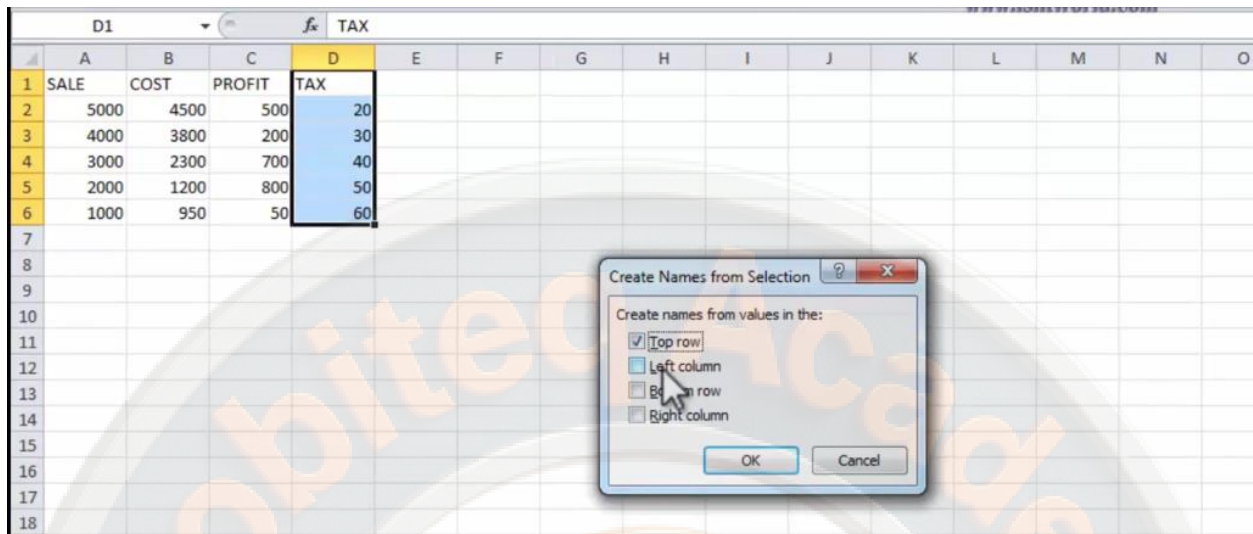 D1 fx TAX
A B C D E F G H I J K L M N O
1 SALE COST PROFIT TAX
2 5000 4500 500 20
3 4000 3800 200 30
4 3000 2300 700 40
5 2000 1200 800 50
6 1000 950 50 60
7
8
9
10
11
12
13
14
15
16
17
18
Create Names from Selection
Create names from values in the:
Top row
Left column
row
Right column
OK Cancel
obiteq Acade